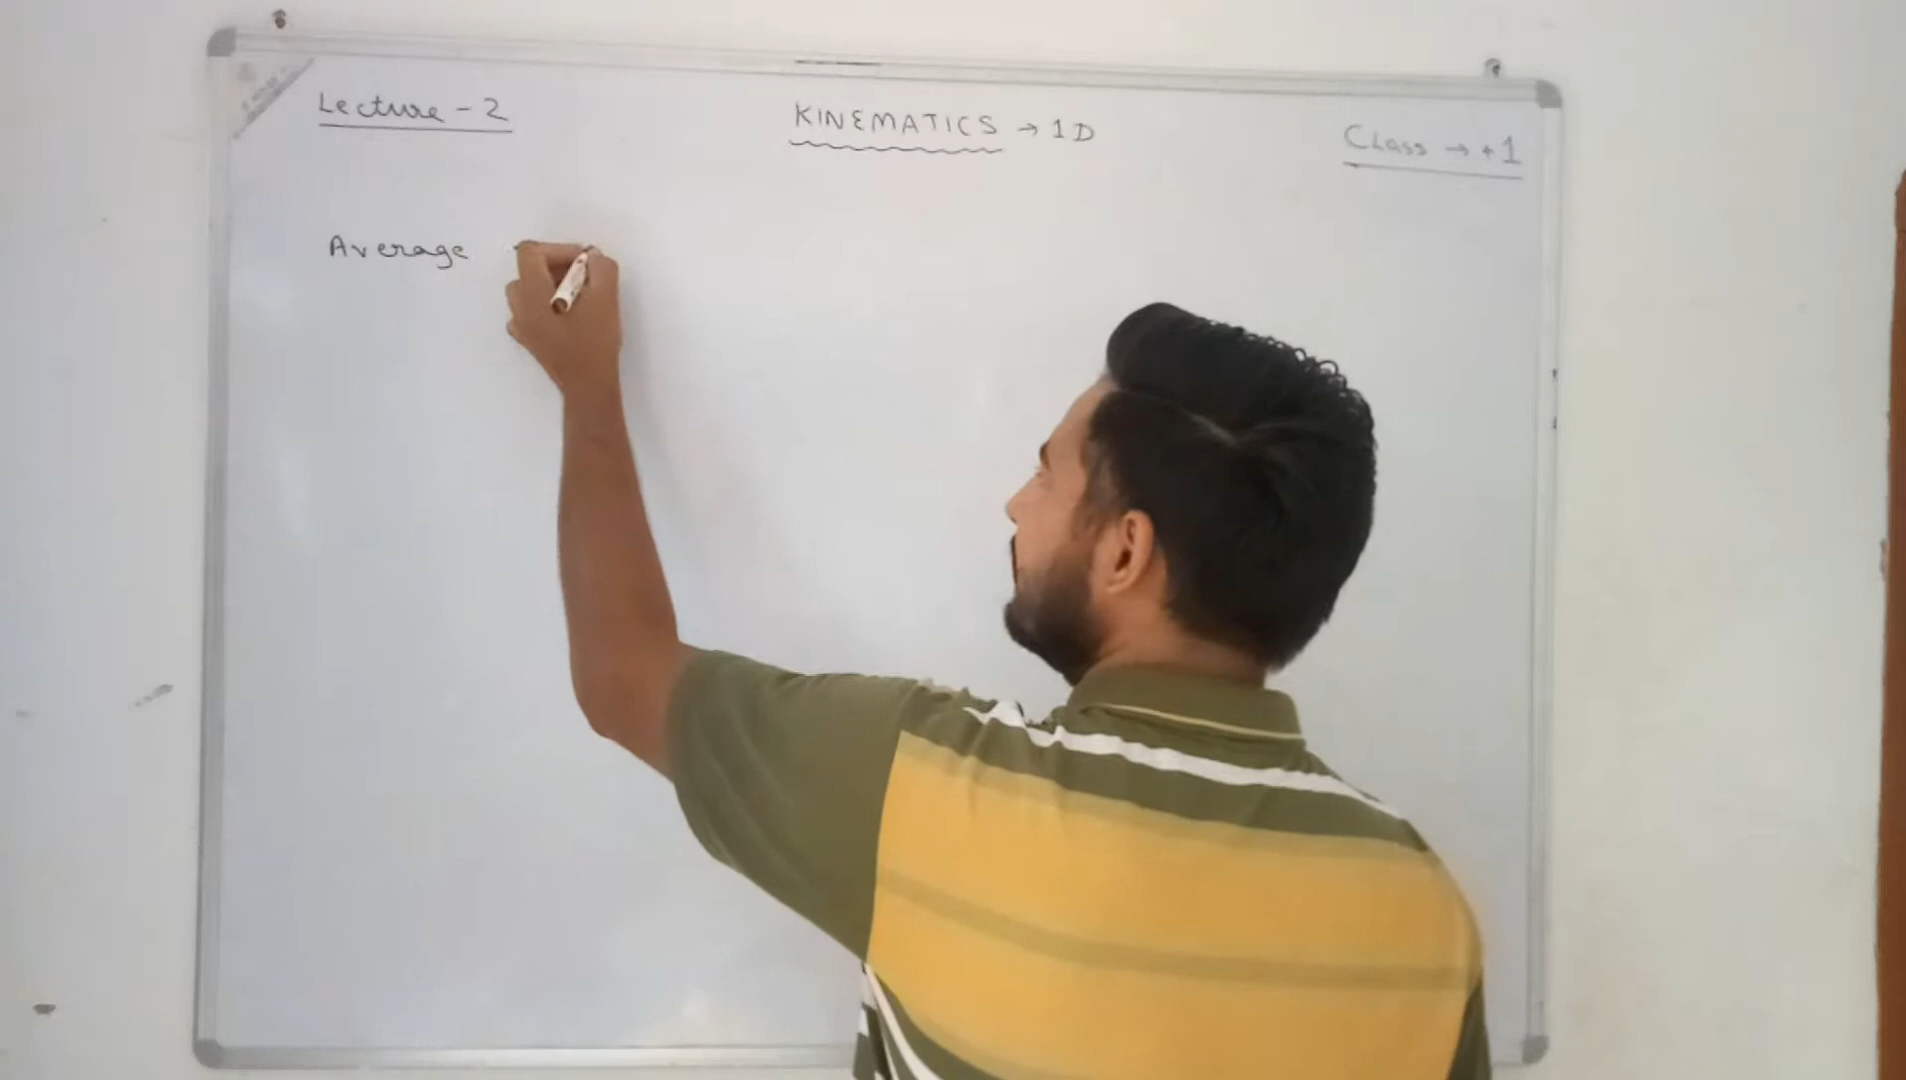 Lecture - 2
KINEMATICS → 1D
Class → +1
Average